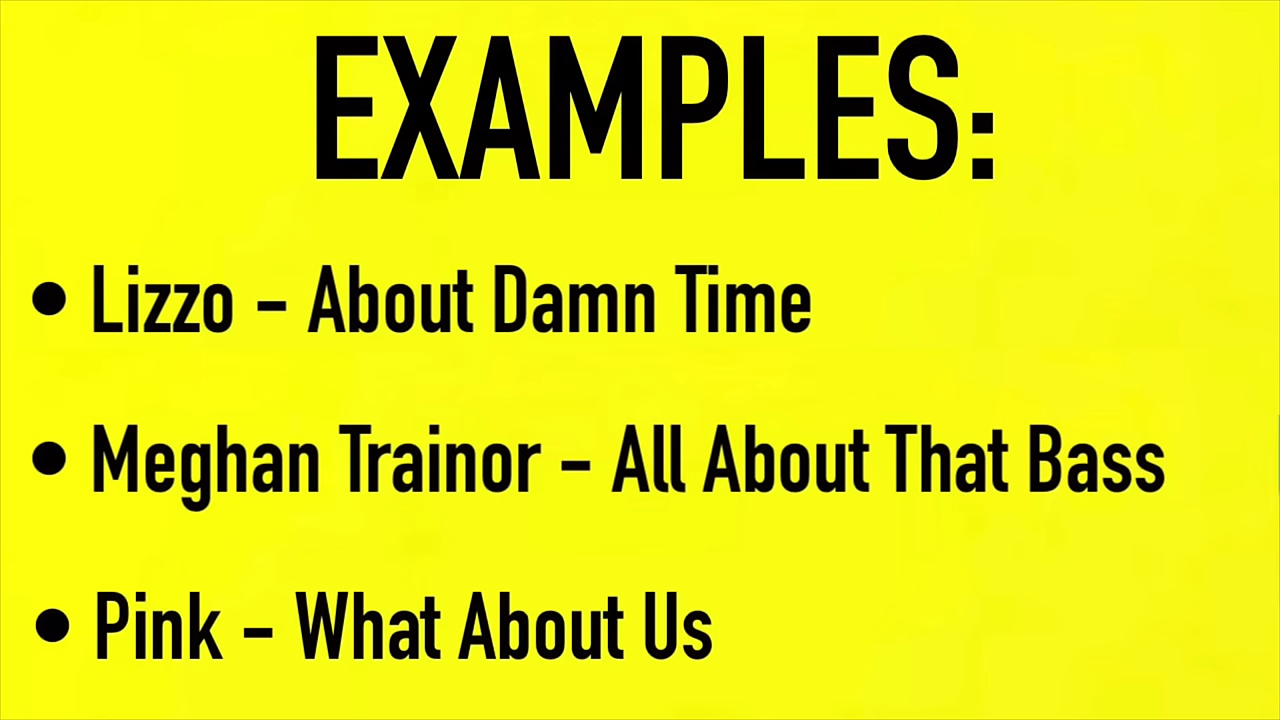 EXAMPLES:
• Lizzo – About Damn Time
• Meghan Trainor – All About That Bass
• Pink – What About Us